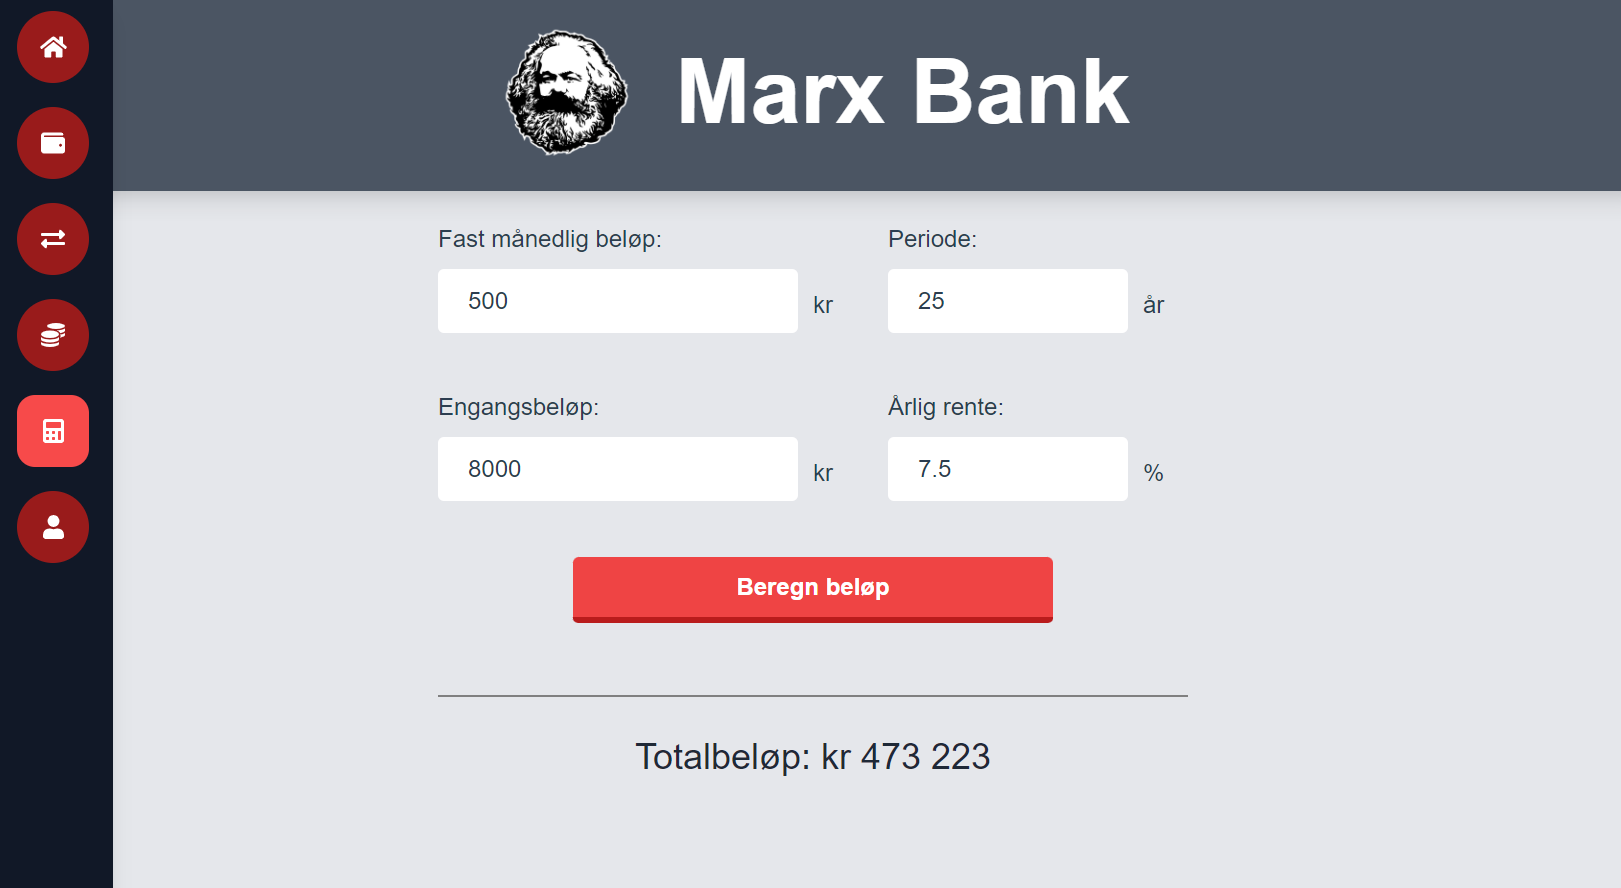 Marx Bank
Fast månedlig beløp:
500 kr
Periode:
25 år
Engangsbeløp:
8000 kr
Årlig rente:
7.5 %
Beregn beløp
Totalbeløp: kr 473 223